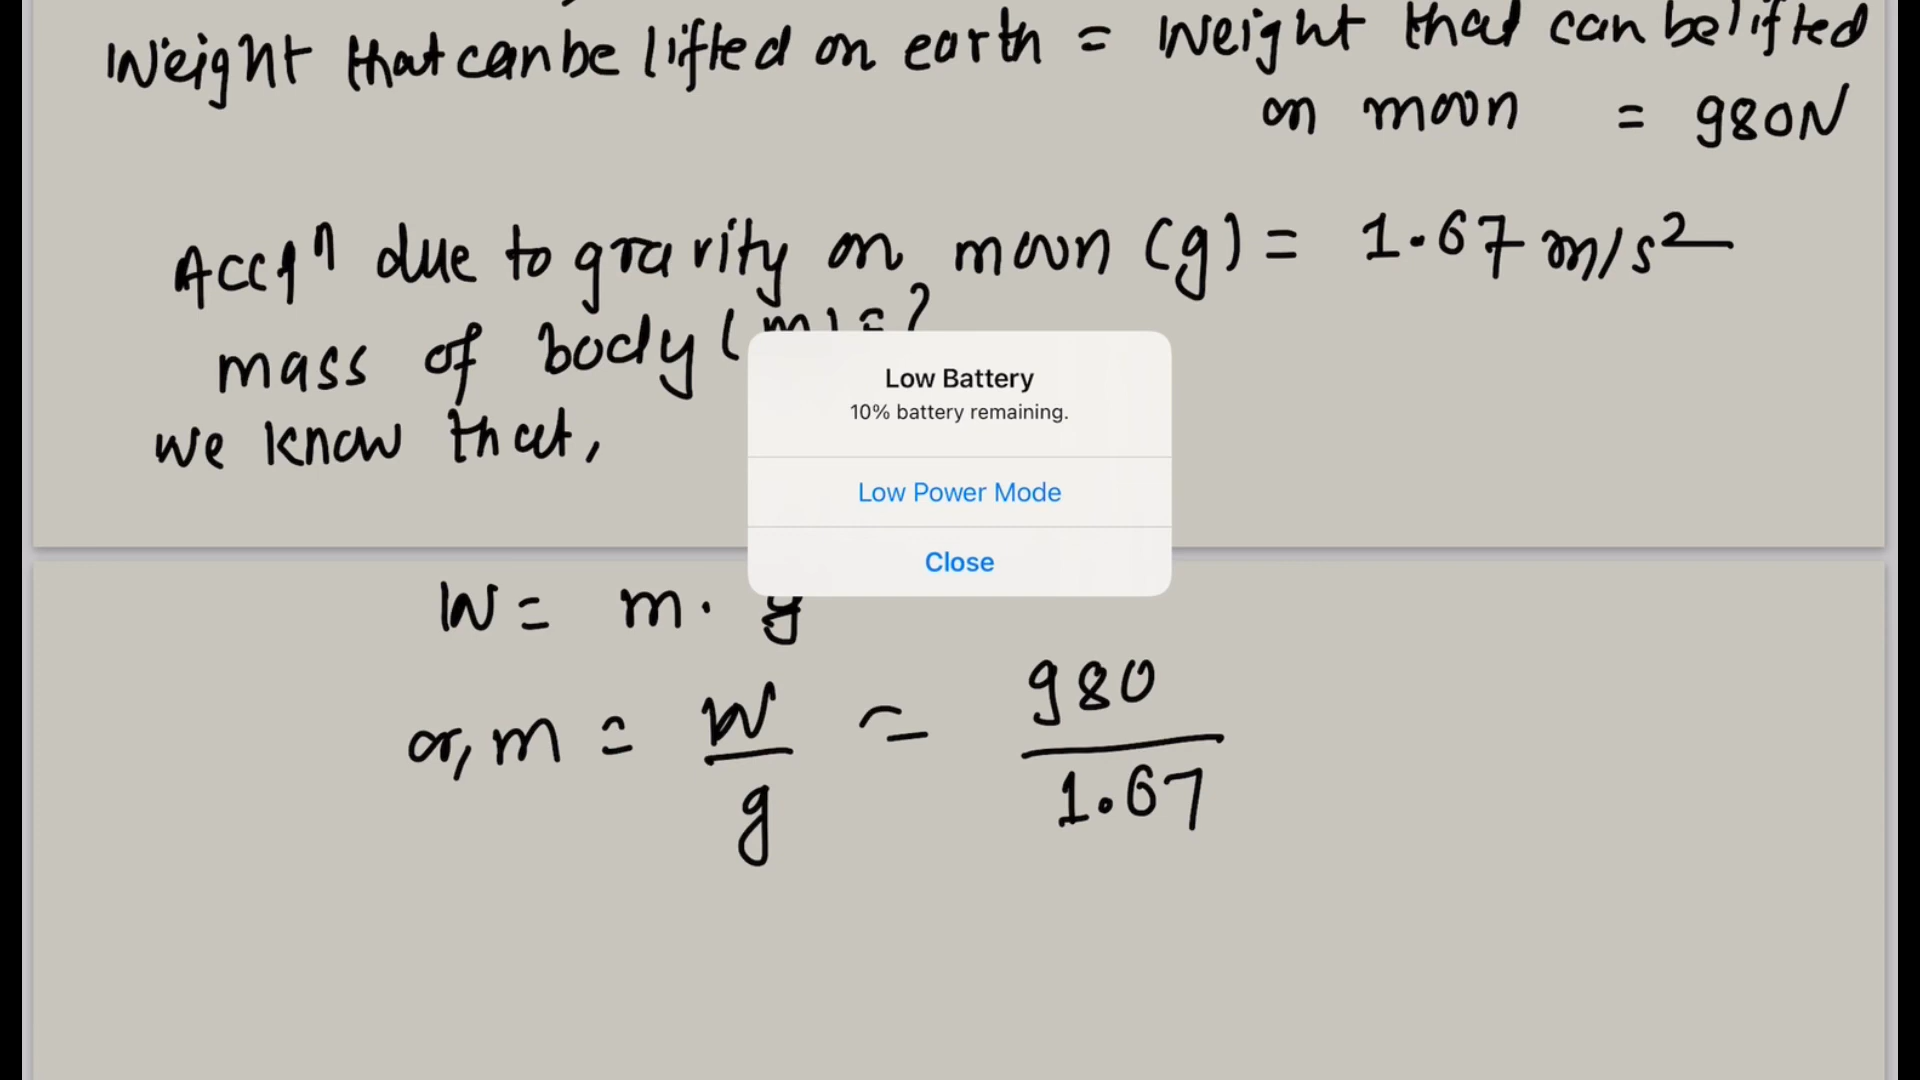 Weight that can be lifted on earth = Weight that can be lifted
on moon = 980N
Accqⁿ due to gravity on moon (g) = 1.67 m/s²
mass of body (m) = ?
we know that,
Low Battery
10% battery remaining.
Low Power Mode
Close
W = m . g
or, m = W/g = 980/1.67